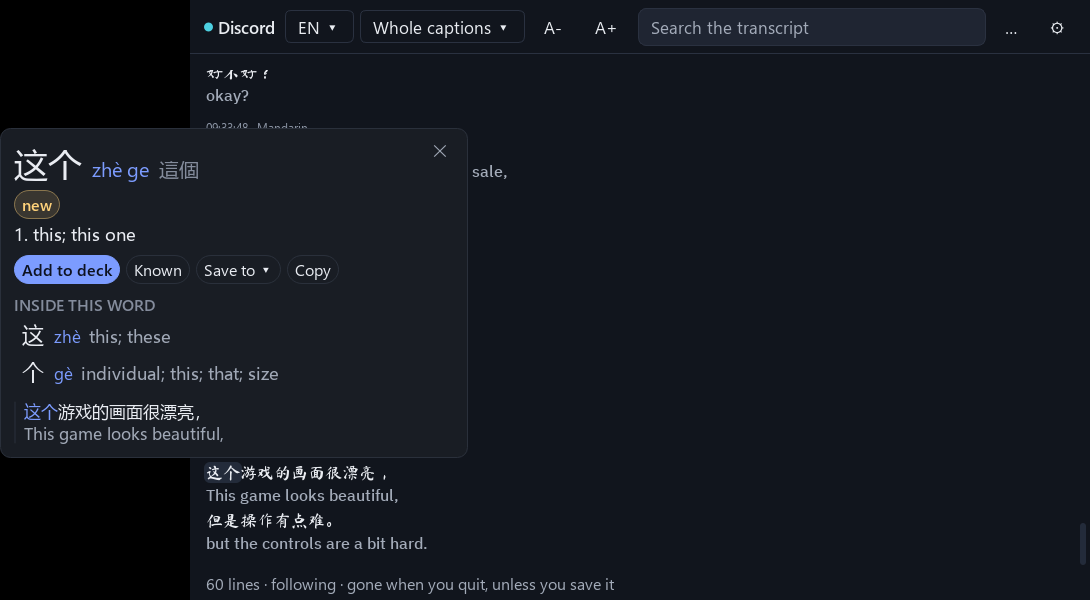 Discord EN ▾ Whole captions ▾ A- A+ Search the transcript ...
对不对？
okay?
09:33:48 · Mandarin
sale,
这个 zhè ge 這個
new
1. this; this one
Add to deck Known Save to ▾ Copy
INSIDE THIS WORD
这 zhè this; these
个 gè individual; this; that; size
这个游戏的画面很漂亮，
This game looks beautiful,
这个游戏的画面很漂亮，
This game looks beautiful,
但是操作有点难。
but the controls are a bit hard.
60 lines · following · gone when you quit, unless you save it